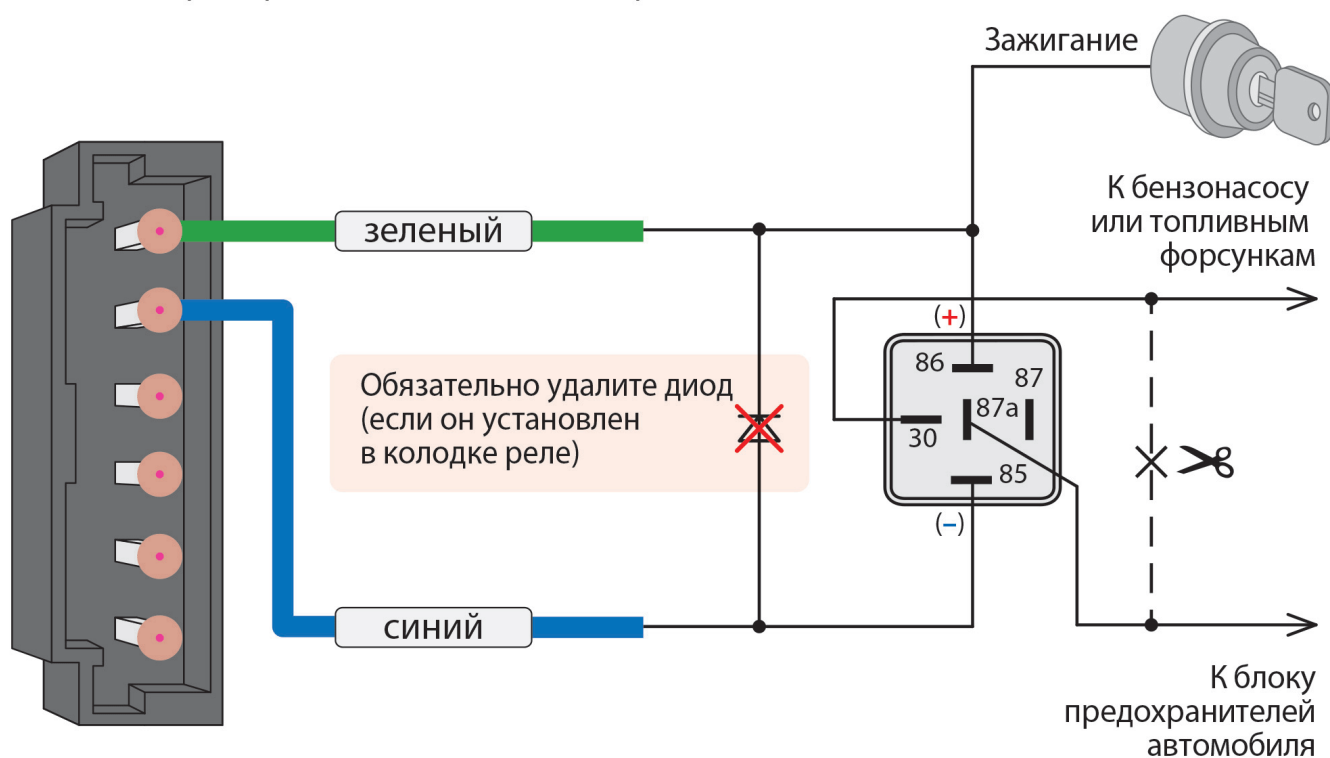 Зажигание
К бензонасосу
или топливным
форсункам
зеленый
(+)
86
87
87a
30
85
(–)
Обязательно удалите диод
(если он установлен
в колодке реле)
синий
К блоку
предохранителей
автомобиля